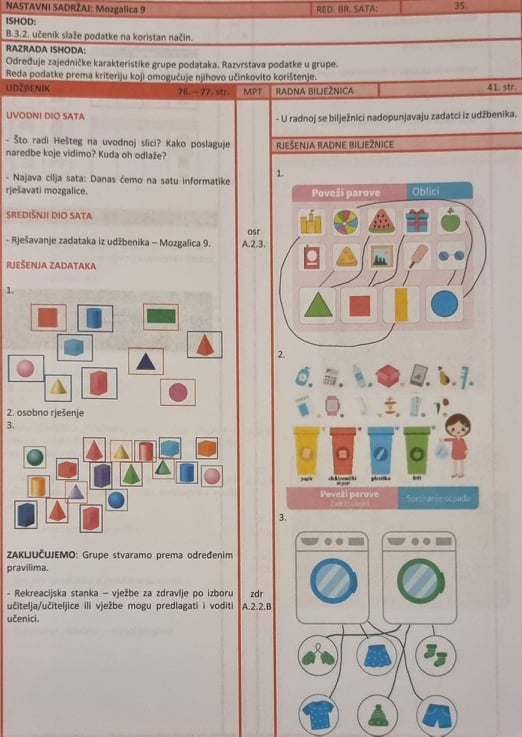 NASTAVNI SADRŽAJ: Mozgalica 9
RED. BR. SATA:
35.
ISHOD:
B.3.2. učenik slaže podatke na koristan način.
RAZRADA ISHODA:
Određuje zajedničke karakteristike grupe podataka. Razvrstava podatke u grupe.
Reda podatke prema kriteriju koji omogućuje njihovo učinkovito korištenje.
UDŽBENIK
76. – 77. str.
MPT
RADNA BILJEŽNICA
41. str.
UVODNI DIO SATA
- Što radi Hešteg na uvodnoj slici? Kako poslaguje
naredbe koje vidimo? Kuda oh odlaže?
- Najava cilja sata: Danas ćemo na satu informatike
rješavati mozgalice.
SREDIŠNJI DIO SATA
- Rješavanje zadataka iz udžbenika – Mozgalica 9.
RJEŠENJA ZADATAKA
1.
2. osobno rješenje
3.
ZAKLJUČUJEMO: Grupe stvaramo prema određenim
pravilima.
- Rekreacijska stanka – vježbe za zdravlje po izboru
učitelja/učiteljice ili vježbe mogu predlagati i voditi
učenici.
osr
A.2.3.
zdr
A.2.2.B
- U radnoj se bilježnici nadopunjavaju zadatci iz udžbenika.
RJEŠENJA RADNE BILJEŽNICE
1.
Poveži parove
Oblici
2.
papir
elektronički
otpad
plastika
BIO
Poveži parove
Sortiranje otpada
3.